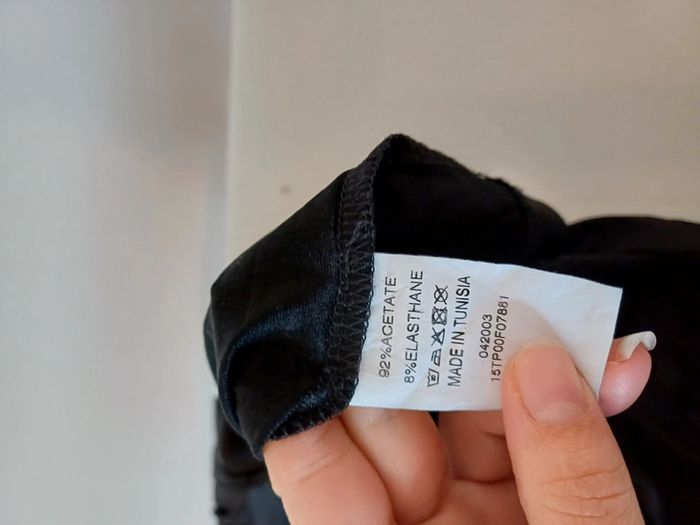 92%ACETATE
8%ELASTHANE
MADE IN TUNISIA
042003
15TP00F07881